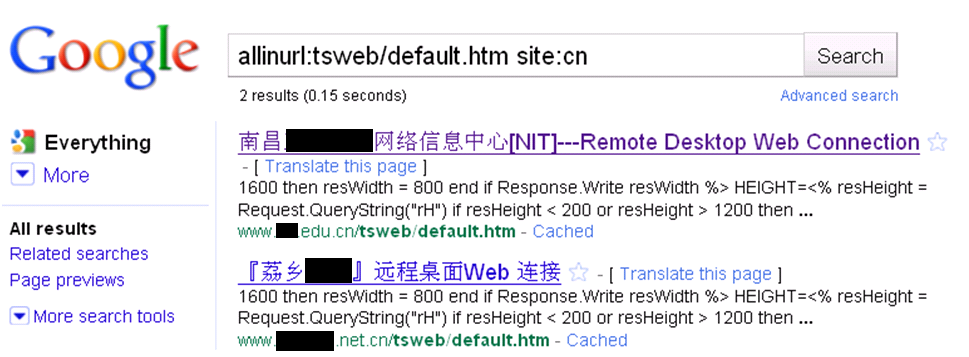 Google
allinurl:tsweb/default.htm site:cn
Search
2 results (0.15 seconds)
Advanced search
Everything
More
All results
Related searches
Page previews
More search tools
南昌 网络信息中心[NIT]---Remote Desktop Web Connection
- [ Translate this page ]
1600 then resWidth = 800 end if Response.Write resWidth %> HEIGHT=<% resHeight =
Request.QueryString("rH") if resHeight < 200 or resHeight > 1200 then ...
www. .edu.cn/tsweb/default.htm - Cached
『荔乡 』远程桌面Web 连接 - [ Translate this page ]
1600 then resWidth = 800 end if Response.Write resWidth %> HEIGHT=<% resHeight =
Request.QueryString("rH") if resHeight < 200 or resHeight > 1200 then ...
www. .net.cn/tsweb/default.htm - Cached